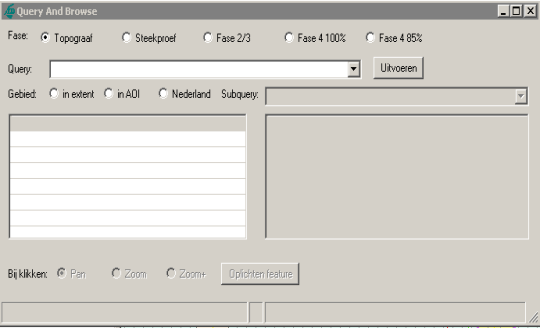 Query And Browse
Fase: Topograaf Steekproef Fase 2/3 Fase 4 100% Fase 4 85%
Query: Uitvoeren
Gebied: in extent in AOI Nederland Subquery:
Bij klikken: Pan Zoom Zoom+ Oplichten feature